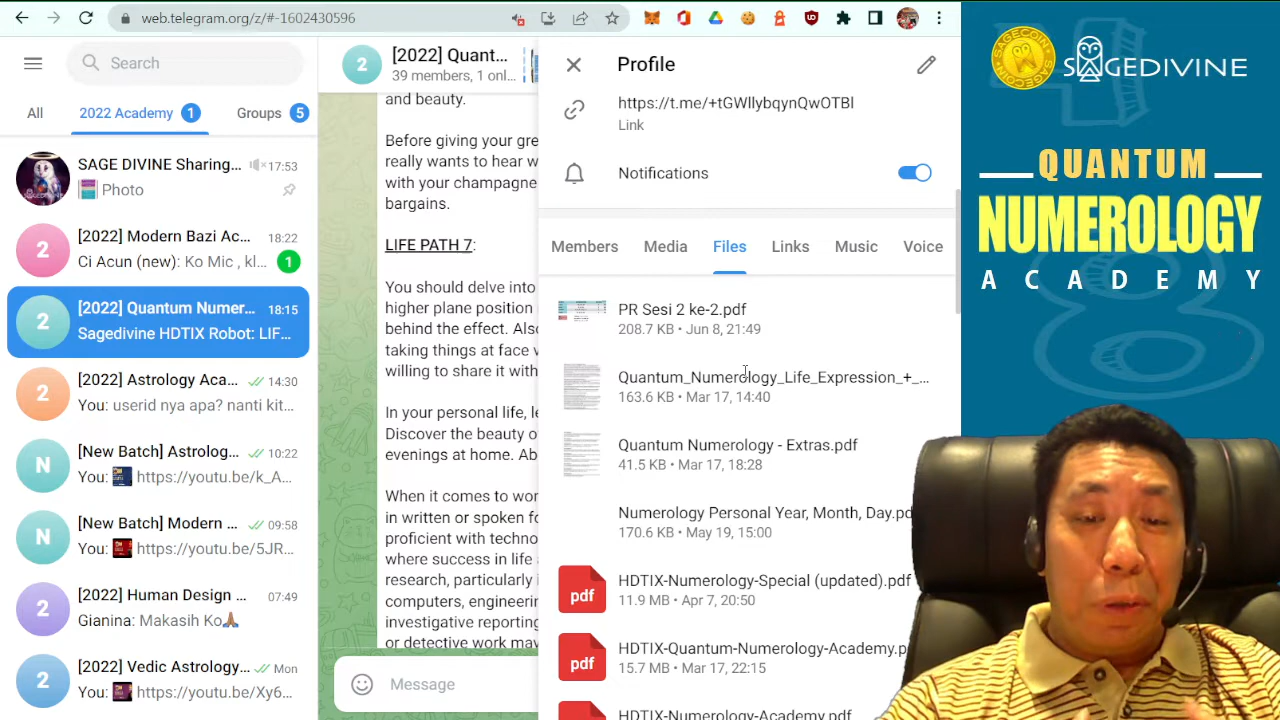 web.telegram.org/z/#-1602430596
Search
All
2022 Academy 1
Groups 5
SAGE DIVINE Sharing... 17:53
Photo
2
[2022] Modern Bazi Ac... 18:22
Ci Acun (new): Ko Mic , kl... 1
2
[2022] Quantum Numer... 18:15
Sagedivine HDTIX Robot: LIF...
2
[2022] Astrology Aca... 14:30
You: userid nya apa? nanti kit...
N
[New Batch] Astrolog... 10:22
You: https://youtu.be/k_A...
N
[New Batch] Modern ... 09:58
You: https://youtu.be/5JR...
2
[2022] Human Design ... 07:49
Gianina: Makasih Ko🙏🏽
2
[2022] Vedic Astrology... Mon
You: https://youtu.be/Xy6...
2
[2022] Quant...
39 members, 1 onl...
and beauty.
Before giving your gre
really wants to hear w
with your champagne
bargains.
LIFE PATH 7:
You should delve into
higher plane position
behind the effect. Also
taking things at face v
willing to share it with
In your personal life, le
Discover the beauty o
evenings at home. Ab
When it comes to wor
in written or spoken fo
proficient with techno
where success in life a
research, particularly i
computers, engineerin
investigative reporting
or detective work may
Message
Profile
https://t.me/+tGWllybqynQwOTBl
Link
Notifications
Members
Media
Files
Links
Music
Voice
PR Sesi 2 ke-2.pdf
208.7 KB • Jun 8, 21:49
Quantum_Numerology_Life_Expression_+_...
163.6 KB • Mar 17, 14:40
Quantum Numerology - Extras.pdf
41.5 KB • Mar 17, 18:28
Numerology Personal Year, Month, Day.pd
170.6 KB • May 19, 15:00
pdf
HDTIX-Numerology-Special (updated).pdf
11.9 MB • Apr 7, 20:50
pdf
HDTIX-Quantum-Numerology-Academy.p
15.7 MB • Mar 17, 22:15
HDTIX-Numerology-Academy.pdf
SAGEDIVINE
QUANTUM
NUMEROLOGY
ACADEMY